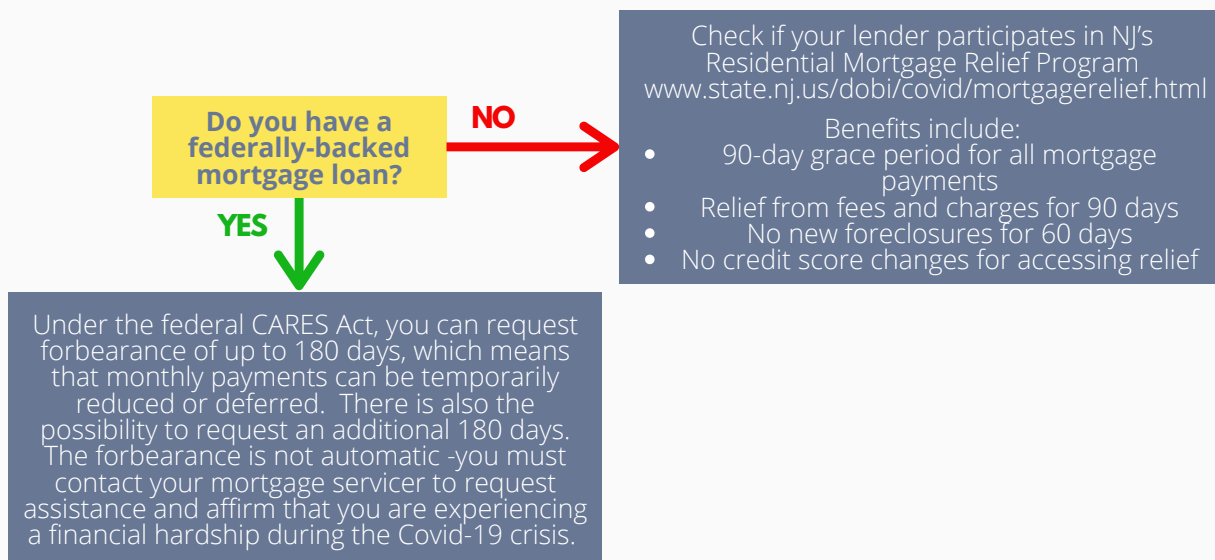 Do you have a
federally-backed
mortgage loan?
NO
Check if your lender participates in NJ's
Residential Mortgage Relief Program
www.state.nj.us/dobi/covid/mortgagerelief.html
Benefits include:
• 90-day grace period for all mortgage
payments
• Relief from fees and charges for 90 days
• No new foreclosures for 60 days
• No credit score changes for accessing relief
YES
Under the federal CARES Act, you can request
forbearance of up to 180 days, which means
that monthly payments can be temporarily
reduced or deferred.  There is also the
possibility to request an additional 180 days.
The forbearance is not automatic -you must
contact your mortgage servicer to request
assistance and affirm that you are experiencing
a financial hardship during the Covid-19 crisis.